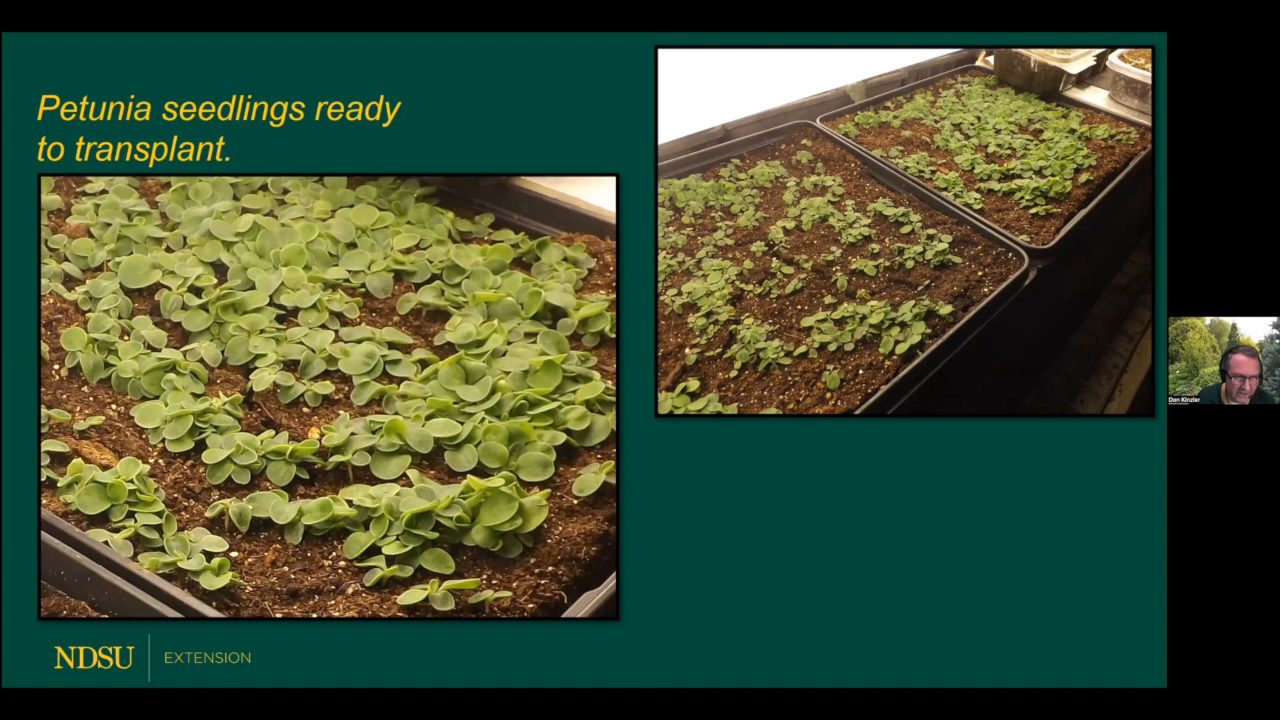 Petunia seedlings ready
to transplant.
NDSU
EXTENSION
Don Kinzler